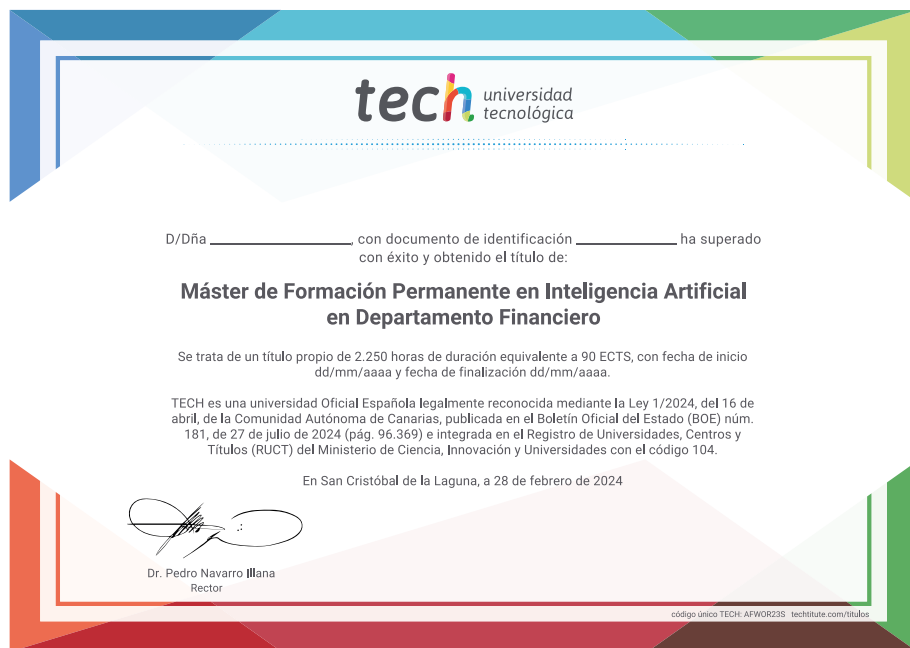 tech universidad
tecnológica
D/Dña ______________, con documento de identificación __________ ha superado
con éxito y obtenido el título de:
Máster de Formación Permanente en Inteligencia Artificial
en Departamento Financiero
Se trata de un título propio de 2.250 horas de duración equivalente a 90 ECTS, con fecha de inicio
dd/mm/aaaa y fecha de finalización dd/mm/aaaa.
TECH es una universidad Oficial Española legalmente reconocida mediante la Ley 1/2024, del 16 de
abril, de la Comunidad Autónoma de Canarias, publicada en el Boletín Oficial del Estado (BOE) núm.
181, de 27 de julio de 2024 (pág. 96.369) e integrada en el Registro de Universidades, Centros y
Títulos (RUCT) del Ministerio de Ciencia, Innovación y Universidades con el código 104.
En San Cristóbal de la Laguna, a 28 de febrero de 2024
Dr. Pedro Navarro Illana
Rector
código único TECH: AFWOR23S techtitute.com/titulos